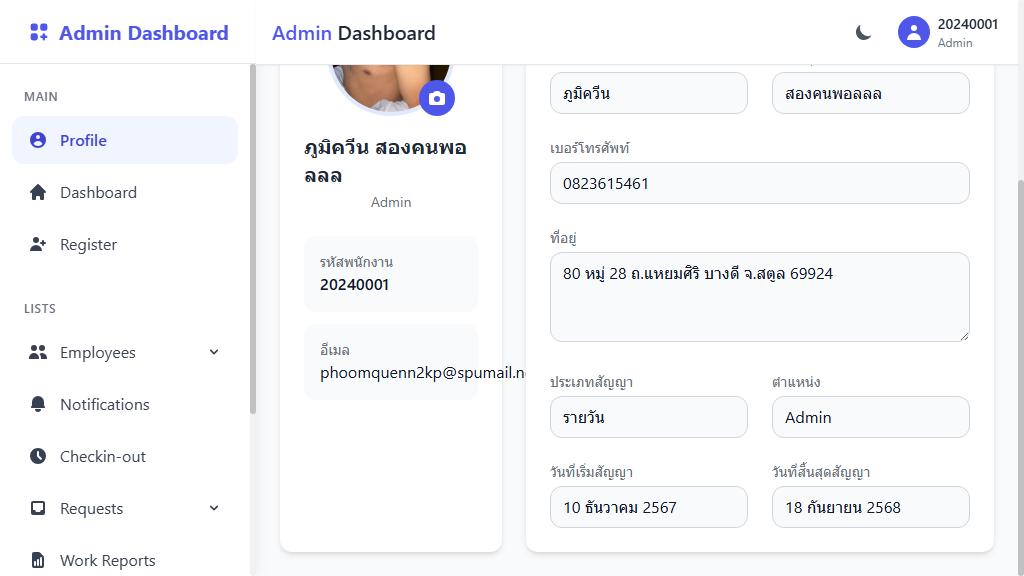 Admin Dashboard
Admin Dashboard
20240001
Admin
MAIN
Profile
Dashboard
Register
LISTS
Employees
Notifications
Checkin-out
Requests
Work Reports
ภูมิควีน สองคนพอ
ลลล
Admin
รหัสพนักงาน
20240001
อีเมล
phoomquenn2kp@spumail.n
ภูมิควีน
สองคนพอลลล
เบอร์โทรศัพท์
0823615461
ที่อยู่
80 หมู่ 28 ถ.แหยมศิริ บางดี จ.สตูล 69924
ประเภทสัญญา
ตำแหน่ง
รายวัน
Admin
วันที่เริ่มสัญญา
วันที่สิ้นสุดสัญญา
10 ธันวาคม 2567
18 กันยายน 2568